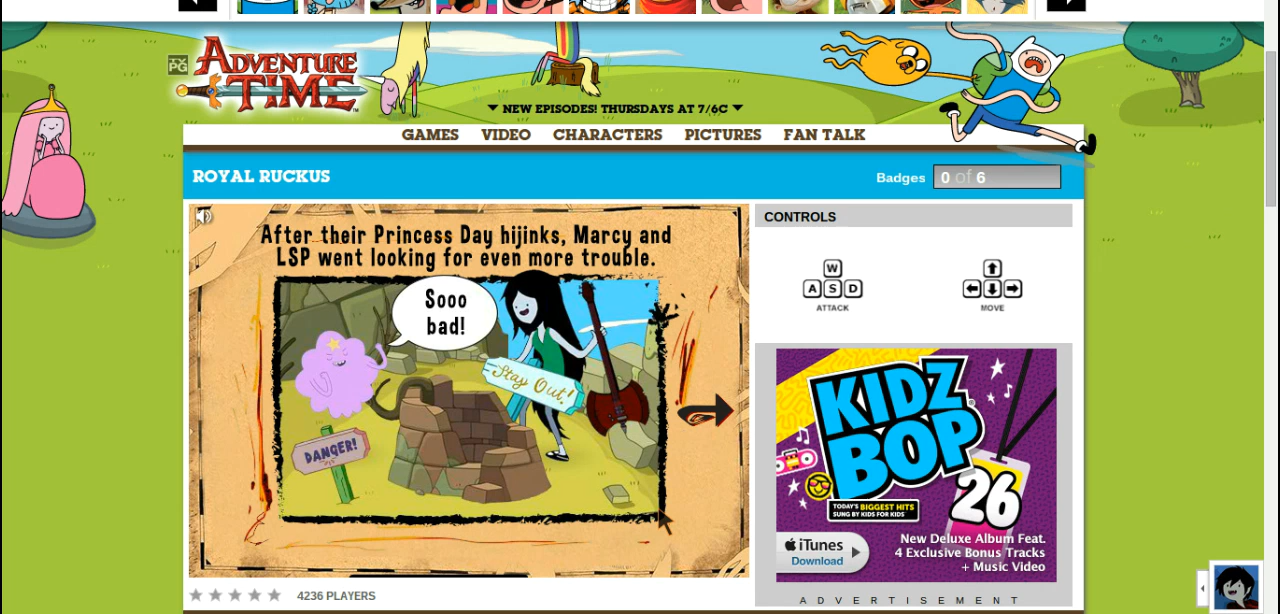 TV
PG
ADVENTURE
TIME
NEW EPISODES! THURSDAYS AT 7/6C
GAMES VIDEO CHARACTERS PICTURES FAN TALK
ROYAL RUCKUS
Badges 0 of 6
After their Princess Day hijinks, Marcy and
LSP went looking for even more trouble.
Sooo
bad!
Stay Out!
DANGER!
CONTROLS
W
A S D
ATTACK
MOVE
KIDZ
BOP
26
TODAY'S BIGGEST HITS
SUNG BY KIDS FOR KIDS
iTunes
Download
New Deluxe Album Feat.
4 Exclusive Bonus Tracks
+ Music Video
ADVERTISEMENT
4236 PLAYERS